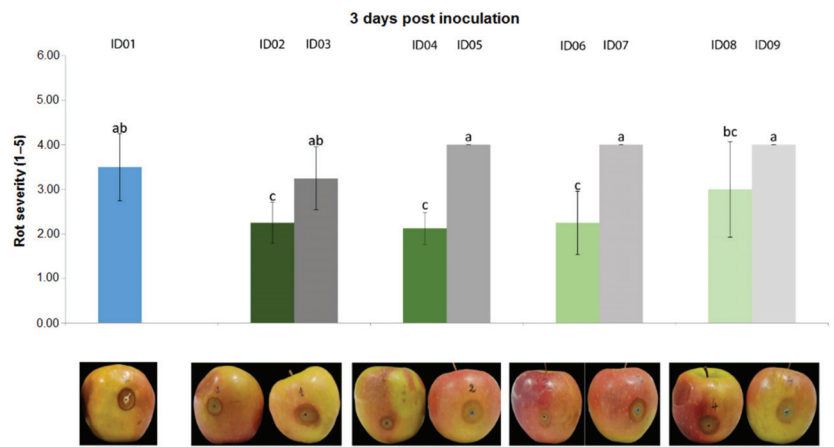 3 days post inoculation
ID01 ID02 ID03 ID04 ID05 ID06 ID07 ID08 ID09
Rot severity (1–5)
6.00
5.00
4.00
3.00
2.00
1.00
0.00
ab c ab c a c a bc a